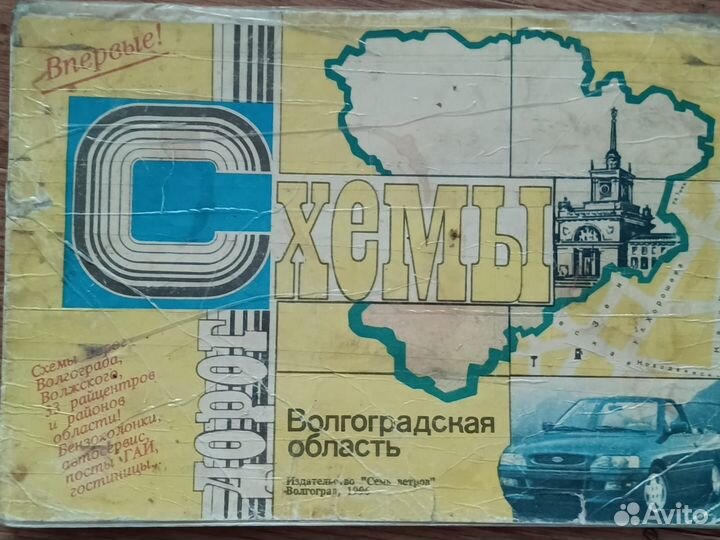 Впервые!
Схемы
дорог
Схемы дорог
Волгограда,
Волжского,
33 райцентров
и районов
области!
Бензоколонки,
автосервис,
посты ГАИ,
гостиницы...
Волгоградская
область
Издательство "Семь ветров"
Волгоград, 1996
Avito